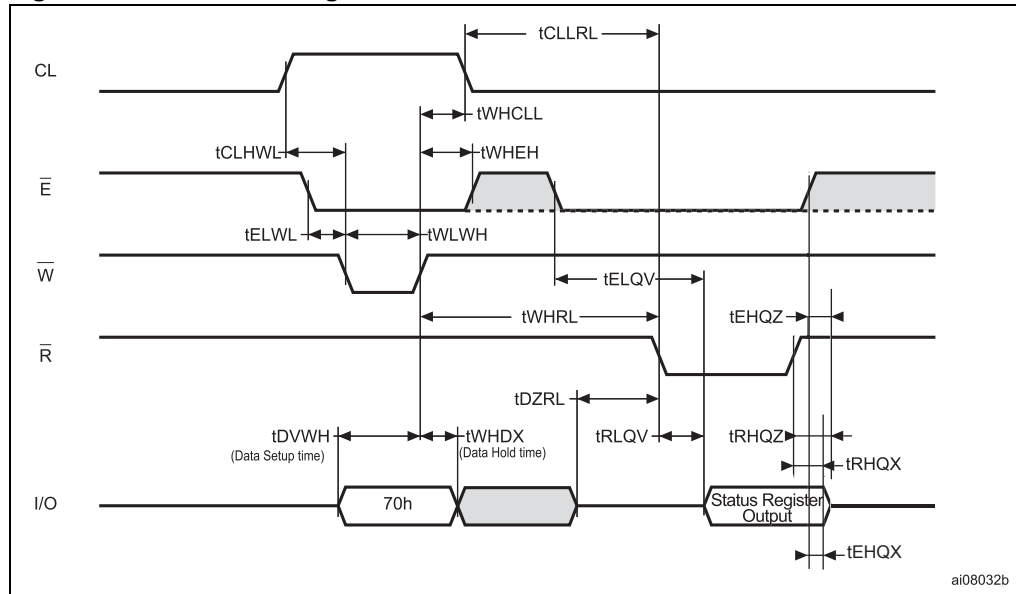 tCLLRL
CL
tWHCLL
tCLHWL
tWHEH
E
tELWL
tWLWH
W
tELQV
tWHRL
tEHQZ
R
tDZRL
tDVWH
(Data Setup time)
tWHDX
(Data Hold time)
tRLQV
tRHQZ
tRHQX
I/O
70h
Status Register
Output
tEHQX
ai08032b